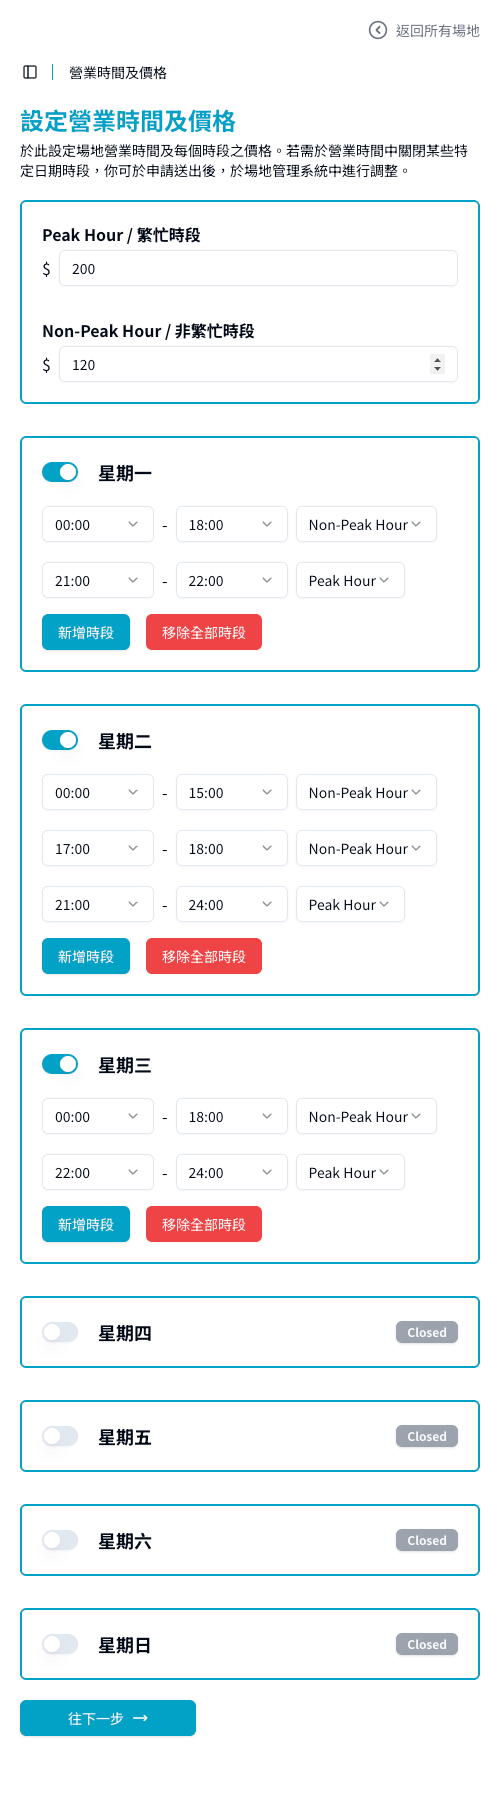 返回所有場地
營業時間及價格
設定營業時間及價格
於此設定場地營業時間及每個時段之價格。若需於營業時間中關閉某些特
定日期時段，你可於申請送出後，於場地管理系統中進行調整。
Peak Hour / 繁忙時段
$ 200
Non-Peak Hour / 非繁忙時段
$ 120
星期一
00:00 - 18:00 Non-Peak Hour
21:00 - 22:00 Peak Hour
新增時段 移除全部時段
星期二
00:00 - 15:00 Non-Peak Hour
17:00 - 18:00 Non-Peak Hour
21:00 - 24:00 Peak Hour
新增時段 移除全部時段
星期三
00:00 - 18:00 Non-Peak Hour
22:00 - 24:00 Peak Hour
新增時段 移除全部時段
星期四 Closed
星期五 Closed
星期六 Closed
星期日 Closed
往下一步 →